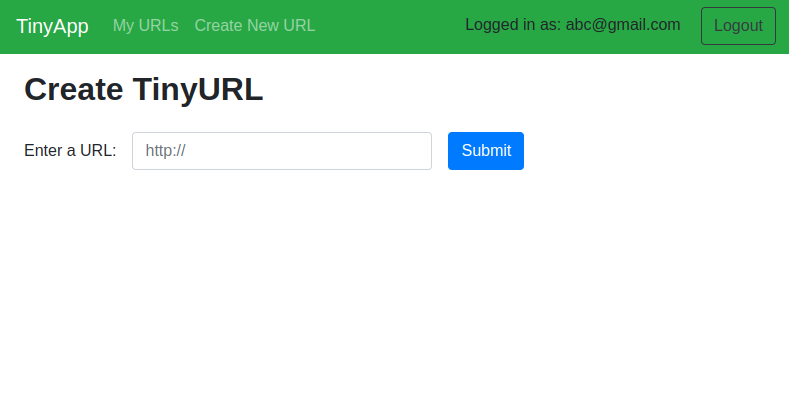 TinyApp My URLs Create New URL Logged in as: abc@gmail.com Logout
Create TinyURL
Enter a URL: http:// Submit